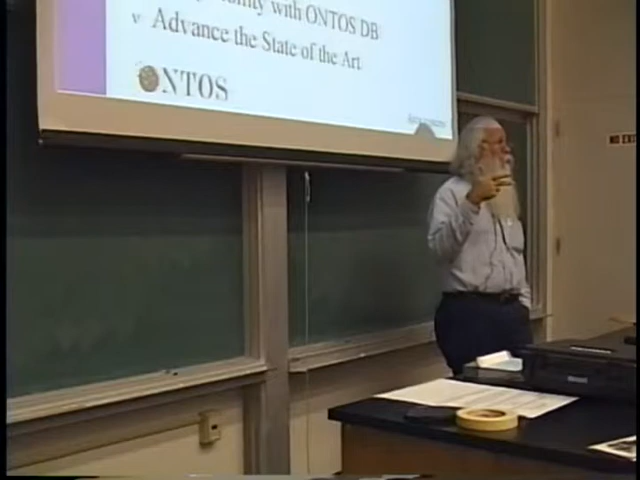 with ONTOS DB
v Advance the State of the Art
ONTOS